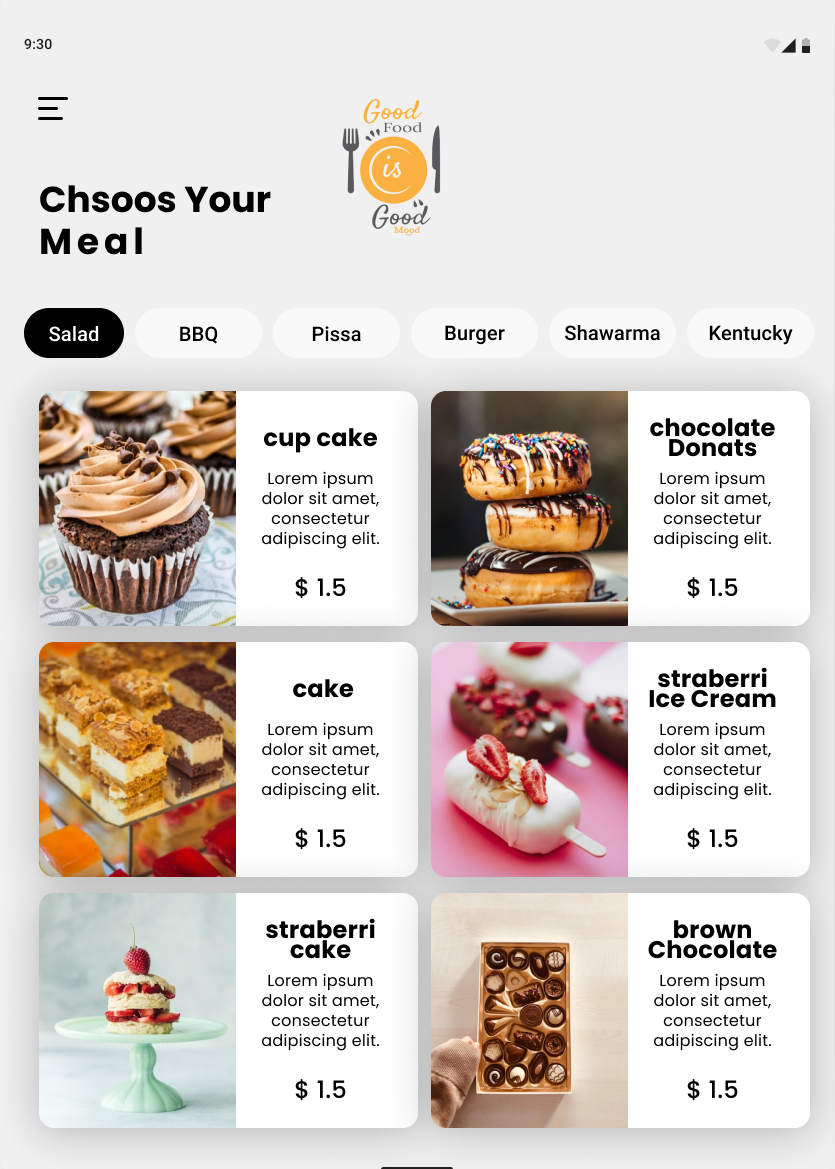 9:30
Good
Food
is
Good
Mood
Chsoos Your
Meal
Salad
BBQ
Pissa
Burger
Shawarma
Kentucky
cup cake
Lorem ipsum
dolor sit amet,
consectetur
adipiscing elit.
$ 1.5
chocolate
Donats
Lorem ipsum
dolor sit amet,
consectetur
adipiscing elit.
$ 1.5
cake
Lorem ipsum
dolor sit amet,
consectetur
adipiscing elit.
$ 1.5
straberri
Ice Cream
Lorem ipsum
dolor sit amet,
consectetur
adipiscing elit.
$ 1.5
straberri
cake
Lorem ipsum
dolor sit amet,
consectetur
adipiscing elit.
$ 1.5
brown
Chocolate
Lorem ipsum
dolor sit amet,
consectetur
adipiscing elit.
$ 1.5